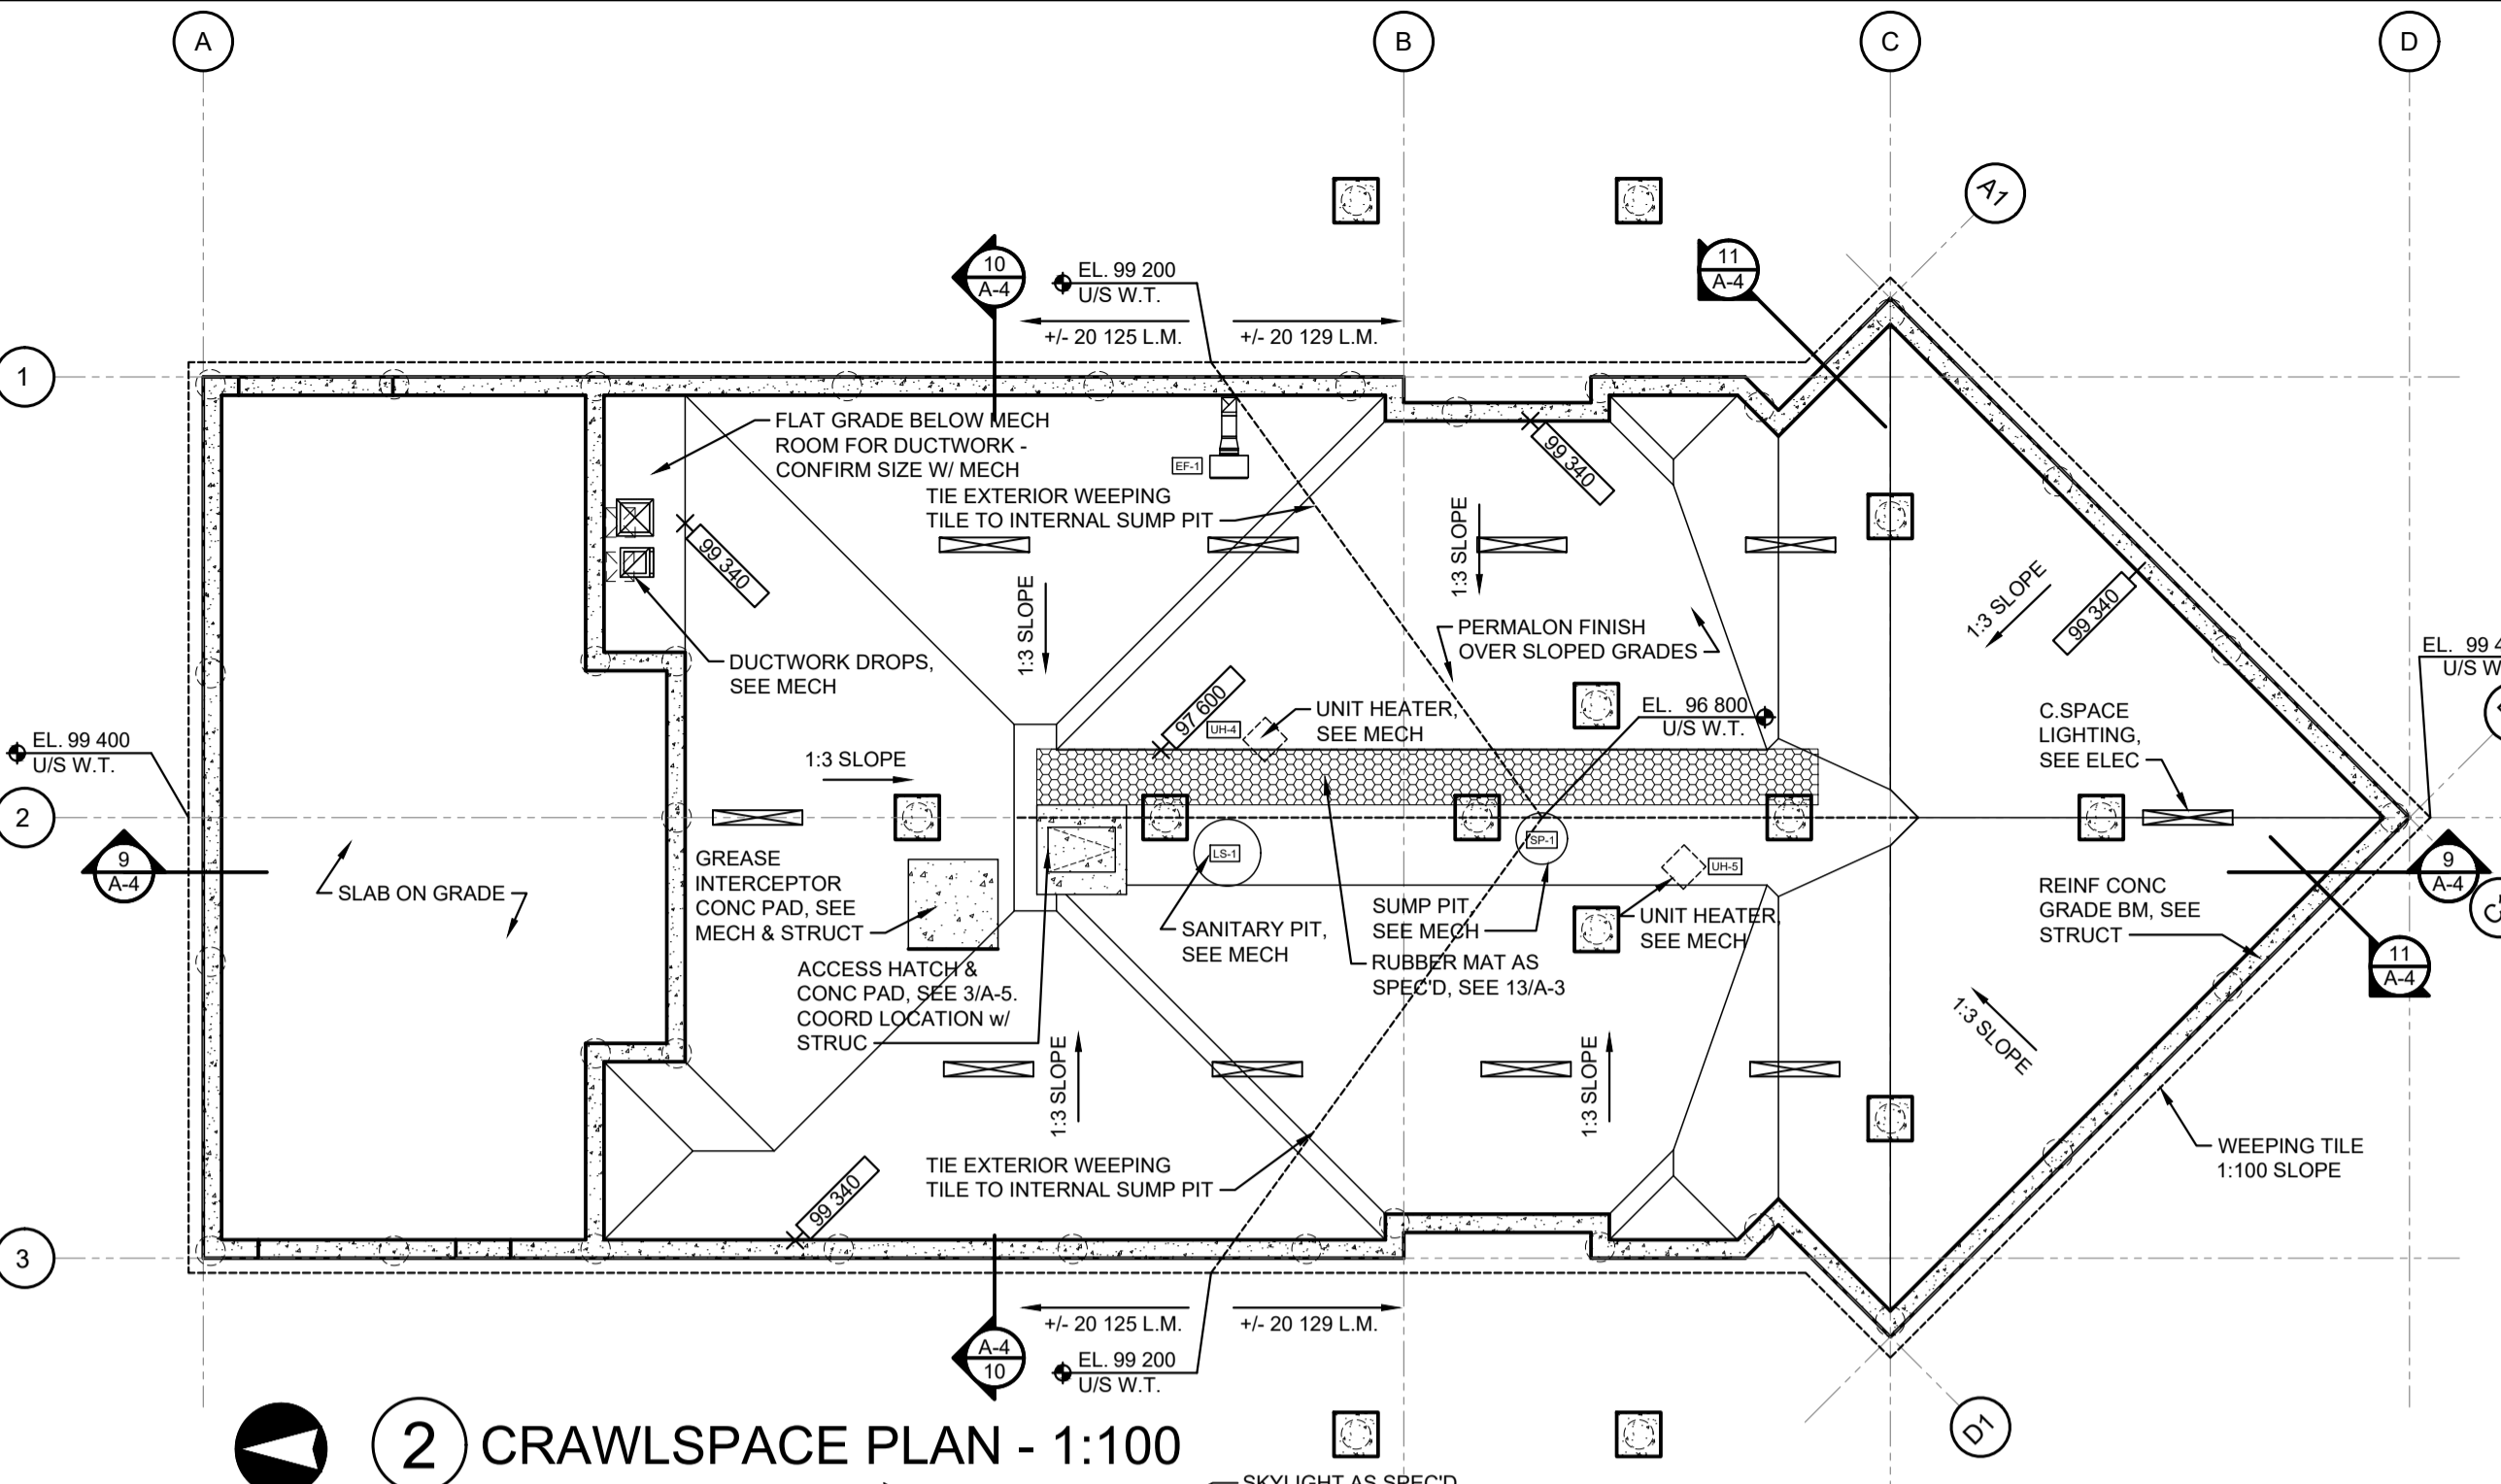 A
B
C
D
A1
10
A-4
EL. 99 200
U/S W.T.
+/- 20 125 L.M.
+/- 20 129 L.M.
11
A-4
1
FLAT GRADE BELOW MECH
ROOM FOR DUCTWORK -
CONFIRM SIZE W/ MECH
EF-1
TIE EXTERIOR WEEPING
TILE TO INTERNAL SUMP PIT
99 340
99 340
1:3 SLOPE
1:3 SLOPE
1:3 SLOPE
99 340
DUCTWORK DROPS,
SEE MECH
PERMALON FINISH
OVER SLOPED GRADES
EL. 99 4
U/S W
97 600
UH-4
UNIT HEATER,
SEE MECH
EL. 96 800
U/S W.T.
C.SPACE
LIGHTING,
SEE ELEC
EL. 99 400
U/S W.T.
1:3 SLOPE
2
9
A-4
SLAB ON GRADE
GREASE
INTERCEPTOR
CONC PAD, SEE
MECH & STRUCT
LS-1
SP-1
UH-5
SANITARY PIT,
SEE MECH
SUMP PIT
SEE MECH
UNIT HEATER,
SEE MECH
REINF CONC
GRADE BM, SEE
STRUCT
9
A-4
11
A-4
RUBBER MAT AS
SPEC'D, SEE 13/A-3
ACCESS HATCH &
CONC PAD, SEE 3/A-5.
COORD LOCATION w/
STRUC
1:3 SLOPE
1:3 SLOPE
1:3 SLOPE
TIE EXTERIOR WEEPING
TILE TO INTERNAL SUMP PIT
99 340
WEEPING TILE
1:100 SLOPE
3
+/- 20 125 L.M.
+/- 20 129 L.M.
A-4
10
EL. 99 200
U/S W.T.
D1
2
CRAWLSPACE PLAN - 1:100
SKYLIGHT AS SPEC'D